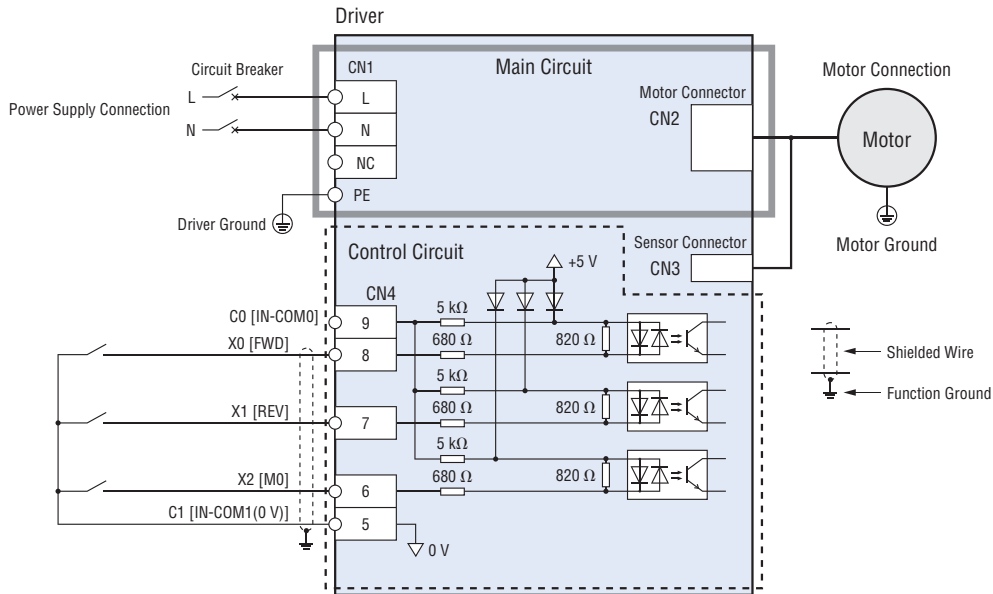 Driver
Main Circuit
CN1
Circuit Breaker
Power Supply Connection
L
N
L
N
NC
PE
Driver Ground
Motor Connector
CN2
Motor Connection
Motor
Motor Ground
Sensor Connector
CN3
Control Circuit
+5 V
CN4
C0 [IN-COM0]
9
5 kΩ
X0 [FWD]
8
680 Ω
820 Ω
5 kΩ
X1 [REV]
7
680 Ω
820 Ω
5 kΩ
X2 [M0]
6
680 Ω
820 Ω
C1 [IN-COM1(0 V)]
5
0 V
Shielded Wire
Function Ground